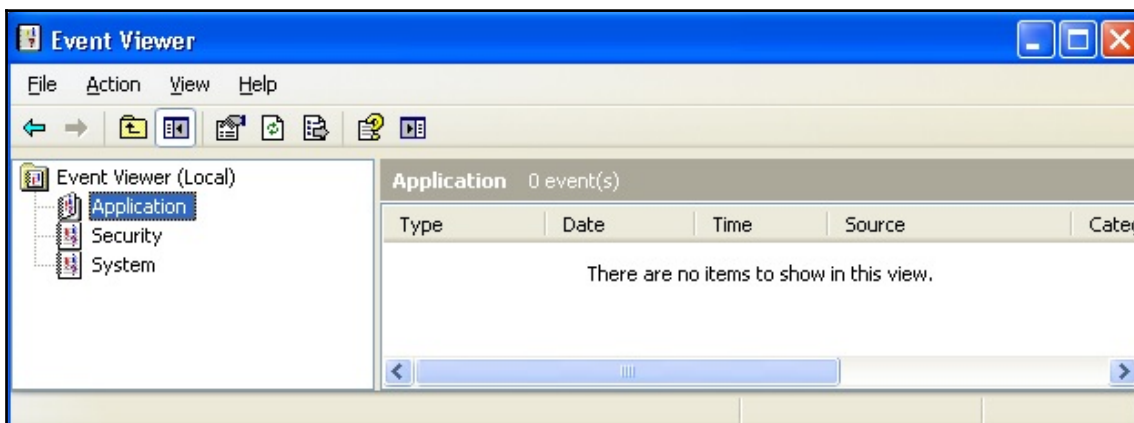 Event Viewer
File Action View Help
Event Viewer (Local)
Application
Security
System
Application 0 event(s)
Type Date Time Source
There are no items to show in this view.